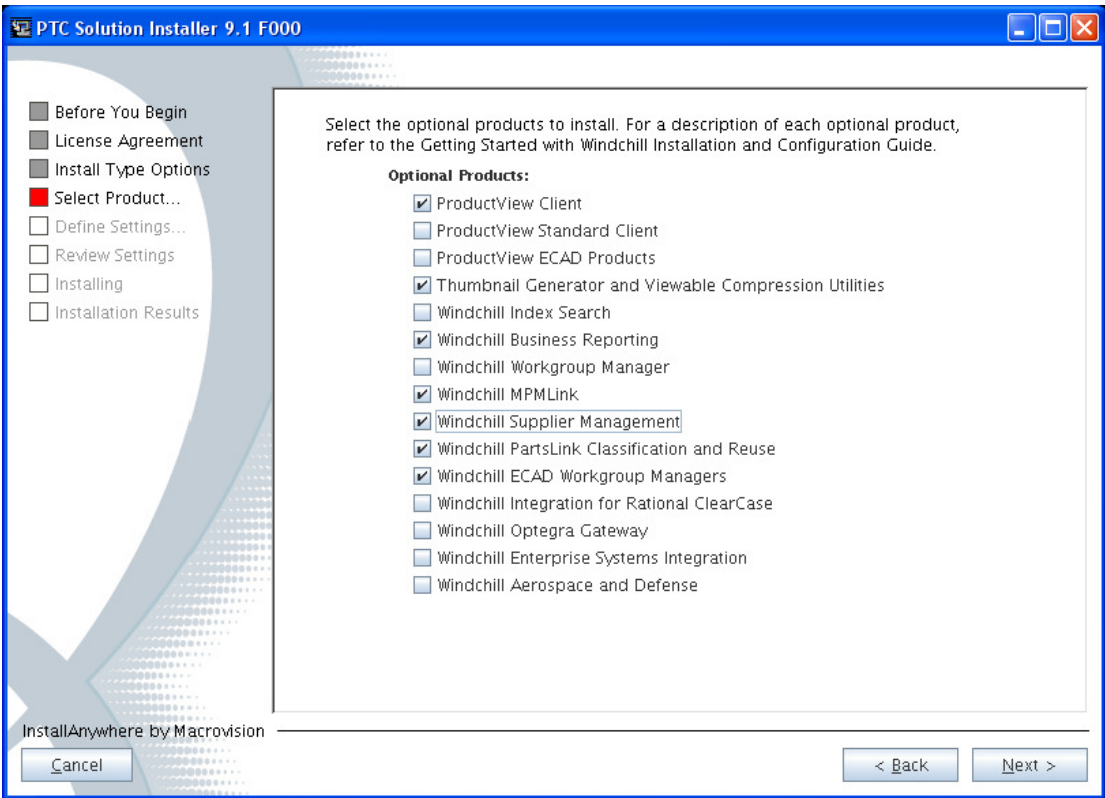 PTC Solution Installer 9.1 F000
Before You Begin
License Agreement
Install Type Options
Select Product...
Define Settings...
Review Settings
Installing
Installation Results
Select the optional products to install. For a description of each optional product,
refer to the Getting Started with Windchill Installation and Configuration Guide.
Optional Products:
ProductView Client
ProductView Standard Client
ProductView ECAD Products
Thumbnail Generator and Viewable Compression Utilities
Windchill Index Search
Windchill Business Reporting
Windchill Workgroup Manager
Windchill MPMLink
Windchill Supplier Management
Windchill PartsLink Classification and Reuse
Windchill ECAD Workgroup Managers
Windchill Integration for Rational ClearCase
Windchill Optegra Gateway
Windchill Enterprise Systems Integration
Windchill Aerospace and Defense
InstallAnywhere by Macrovision
Cancel
< Back
Next >